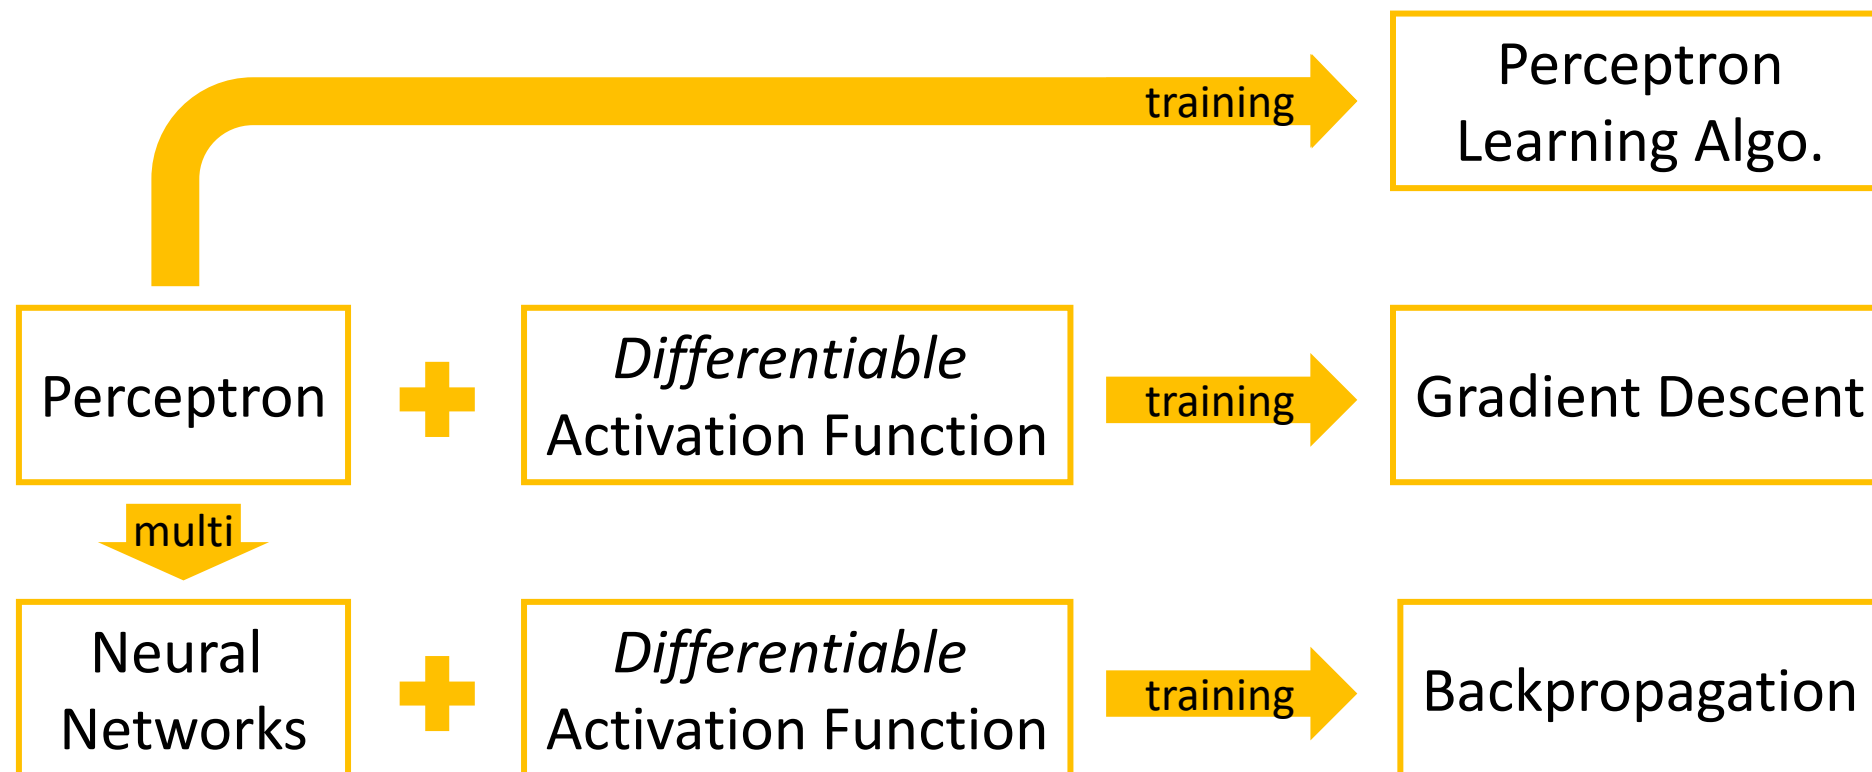 training
Perceptron
Learning Algo.
Perceptron
Differentiable
Activation Function
training
Gradient Descent
multi
Neural
Networks
Differentiable
Activation Function
training
Backpropagation